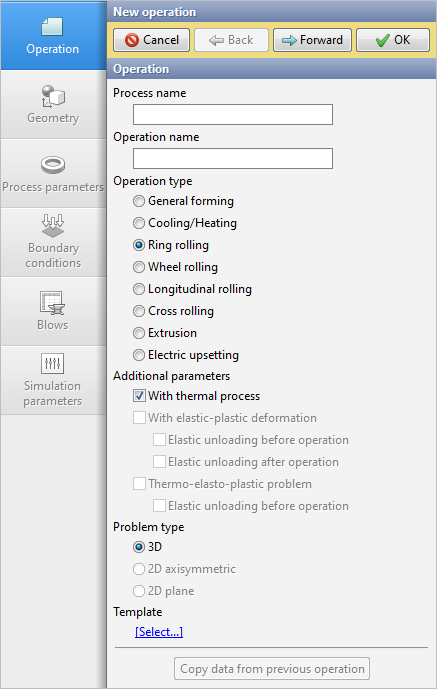 New operation
Cancel
Back
Forward
OK
Operation
Geometry
Process parameters
Boundary
conditions
Blows
Simulation
parameters
Operation
Process name
Operation name
Operation type
General forming
Cooling/Heating
Ring rolling
Wheel rolling
Longitudinal rolling
Cross rolling
Extrusion
Electric upsetting
Additional parameters
With thermal process
With elastic-plastic deformation
Elastic unloading before operation
Elastic unloading after operation
Thermo-elasto-plastic problem
Elastic unloading before operation
Problem type
3D
2D axisymmetric
2D plane
Template
[Select...]
Copy data from previous operation